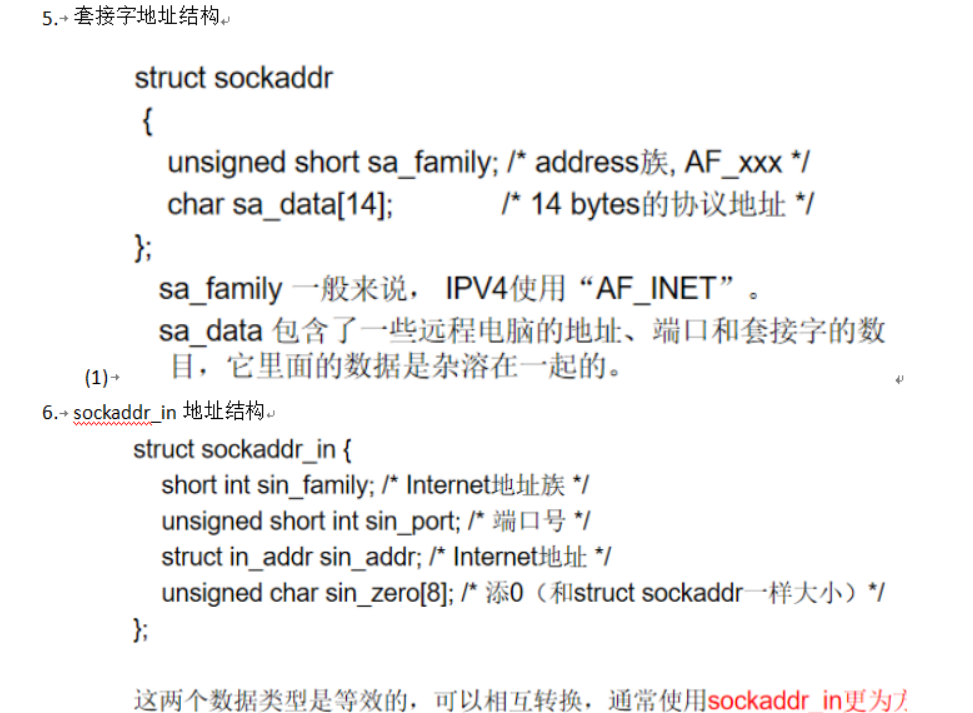 5. 套接字地址结构
struct sockaddr
{
unsigned short sa_family; /* address族, AF_xxx */
char sa_data[14]; /* 14 bytes的协议地址 */
};
sa_family 一般来说， IPV4使用“AF_INET”。
sa_data 包含了一些远程电脑的地址、端口和套接字的数
目，它里面的数据是杂溶在一起的。
(1)
6. sockaddr_in 地址结构
struct sockaddr_in {
short int sin_family; /* Internet地址族 */
unsigned short int sin_port; /* 端口号 */
struct in_addr sin_addr; /* Internet地址 */
unsigned char sin_zero[8]; /* 添0（和struct sockaddr一样大小）*/
};
这两个数据类型是等效的，可以相互转换，通常使用sockaddr_in更为